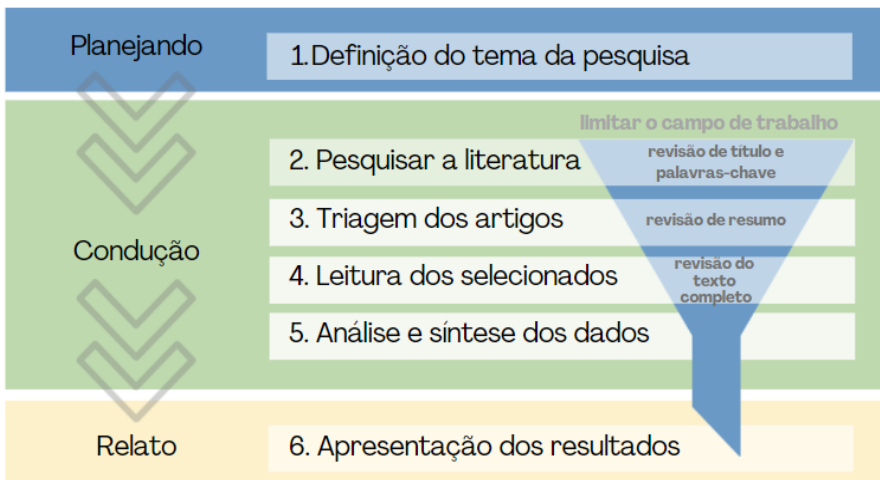 Planejando
1.Definição do tema da pesquisa
limitar o campo de trabalho
2. Pesquisar a literatura
revisão de título e
palavras-chave
3. Triagem dos artigos
revisão de resumo
Condução
4. Leitura dos selecionados
revisão do
texto
completo
5. Análise e síntese dos dados
Relato
6. Apresentação dos resultados